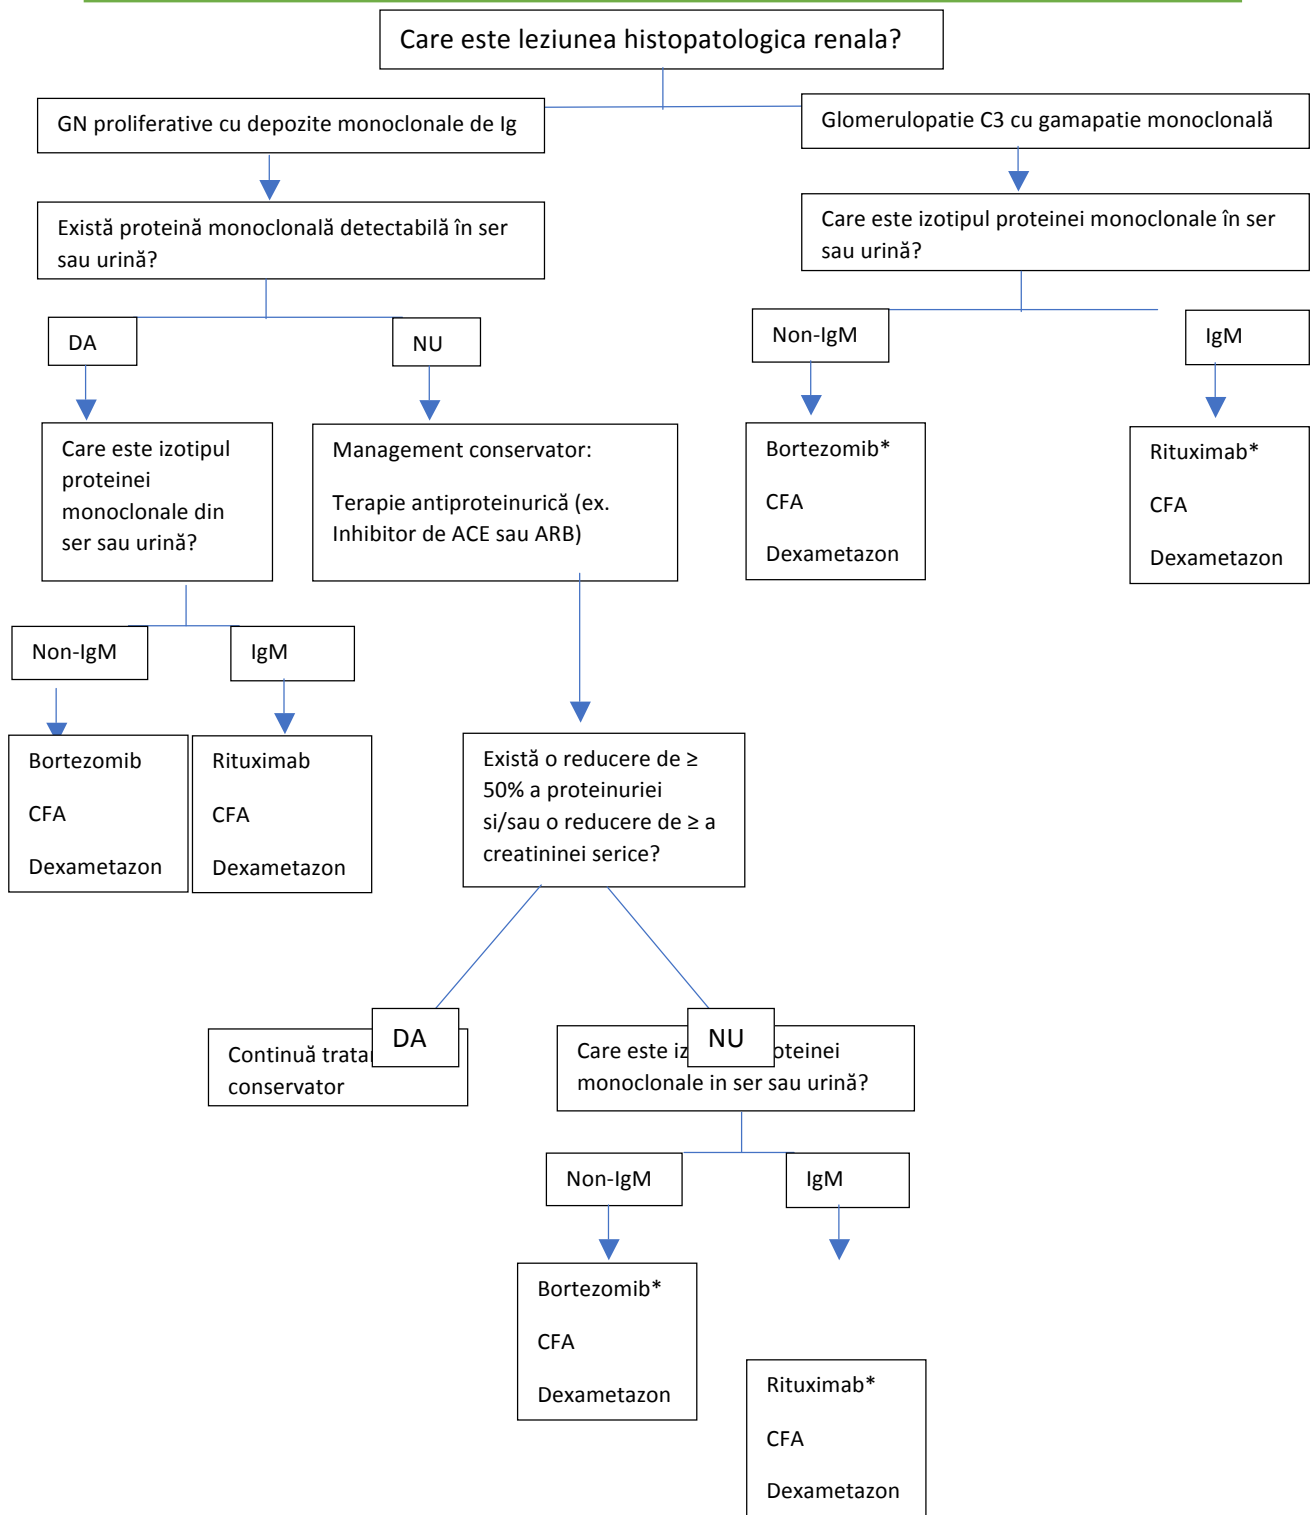 Care este leziunea histopatologica renala?
GN proliferative cu depozite monoclonale de Ig
Glomerulopatie C3 cu gamapatie monoclonală
Există proteină monoclonală detectabilă în ser
sau urină?
Care este izotipul proteinei monoclonale în ser
sau urină?
DA
NU
Non-IgM
IgM
Care este izotipul
proteinei
monoclonale din
ser sau urină?
Management conservator:
Terapie antiproteinurică (ex.
Inhibitor de ACE sau ARB)
Bortezomib*
CFA
Dexametazon
Rituximab*
CFA
Dexametazon
Non-IgM
IgM
Bortezomib
CFA
Dexametazon
Rituximab
CFA
Dexametazon
Există o reducere de ≥
50% a proteinuriei
si/sau o reducere de ≥ a
creatininei serice?
DA
NU
Continuă
conservator
Care este
monoclonale in ser sau urină?
Non-IgM
IgM
Bortezomib*
CFA
Dexametazon
Rituximab*
CFA
Dexametazon